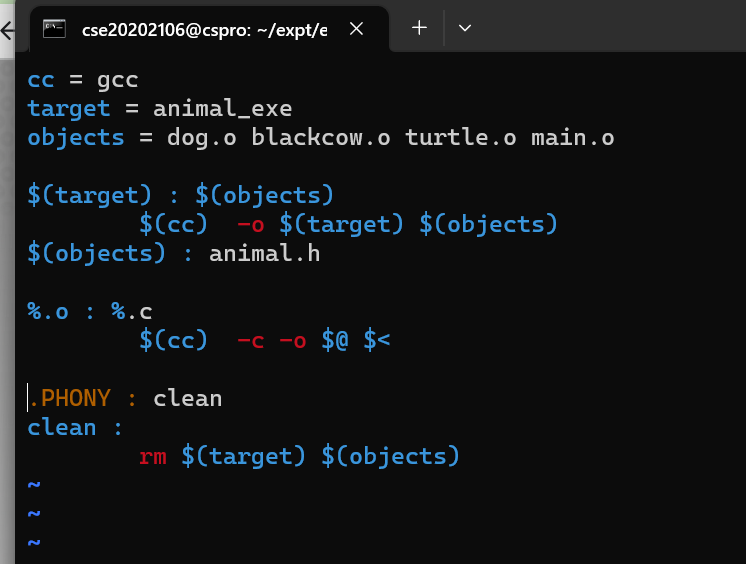 cse20202106@cspro: ~/expt/e
cc = gcc
target = animal_exe
objects = dog.o blackcow.o turtle.o main.o
$(target) : $(objects)
$(cc)  -o $(target) $(objects)
$(objects) : animal.h
%.o : %.c
$(cc)  -c -o $@ $<
.PHONY : clean
clean :
rm $(target) $(objects)
~
~
~